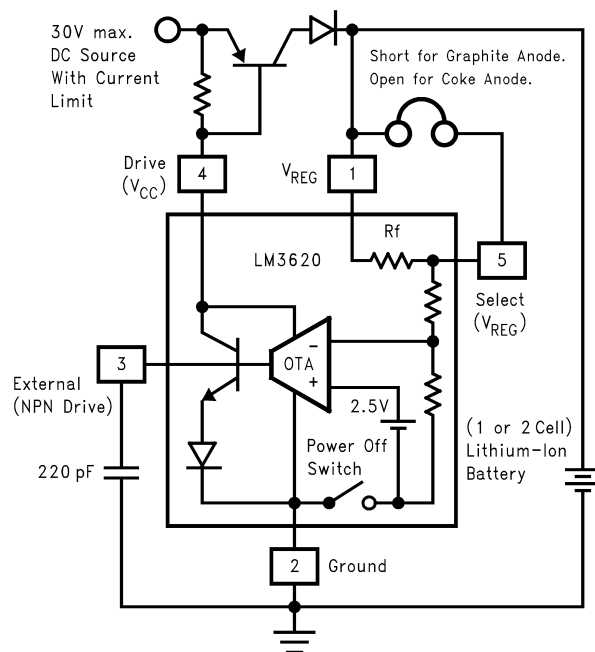 30V max.
DC Source
With Current
Limit
Short for Graphite Anode.
Open for Coke Anode.
Drive
(VCC)
4
VREG
1
Rf
LM3620
5
Select
(VREG)
3
External
(NPN Drive)
OTA
−
+
2.5V
220 pF
Power Off
Switch
(1 or 2 Cell)
Lithium-Ion
Battery
2
Ground